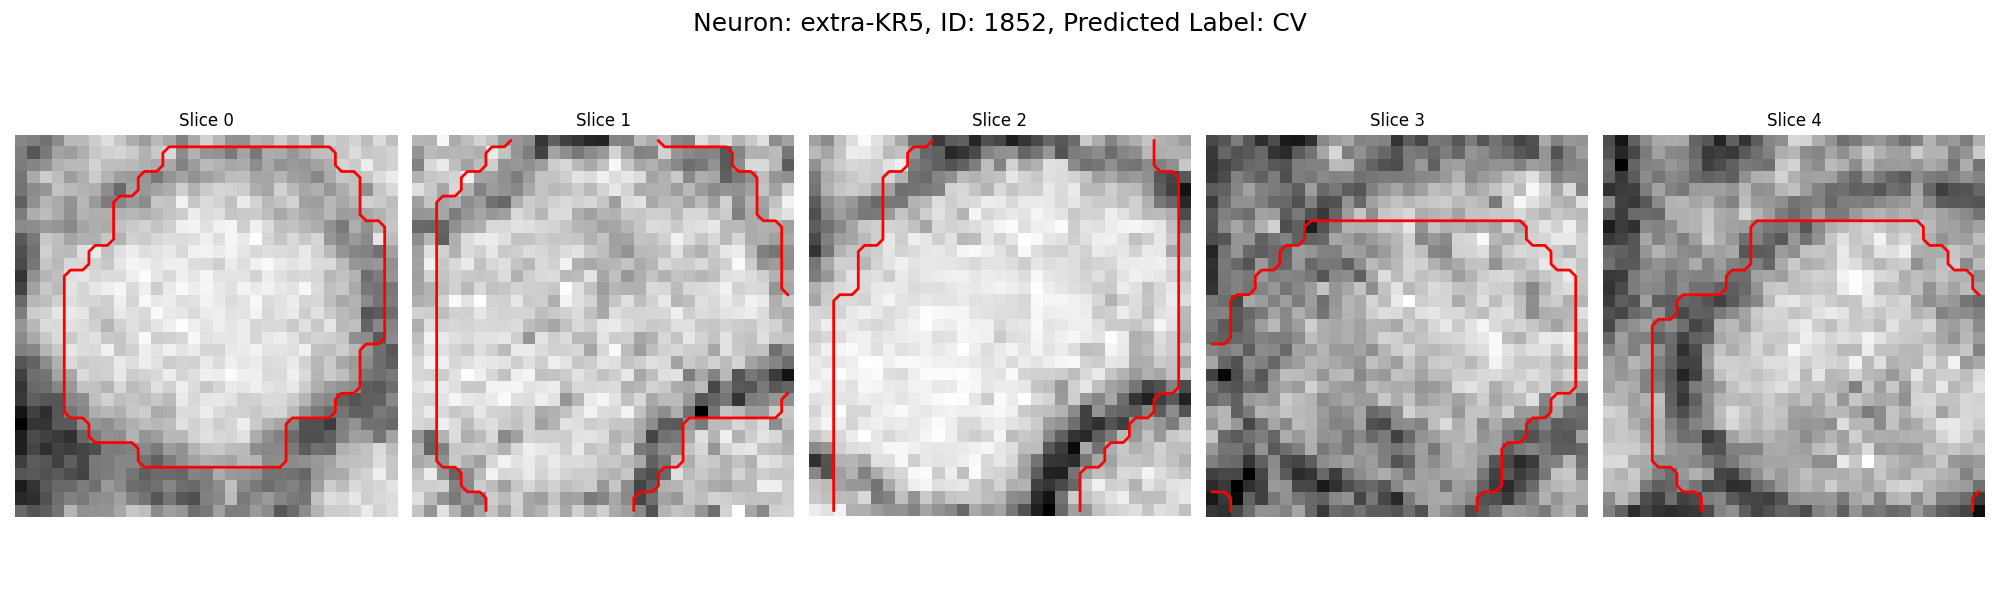 Neuron: extra-KR5, ID: 1852, Predicted Label: CV
Slice 0
Slice 1
Slice 2
Slice 3
Slice 4